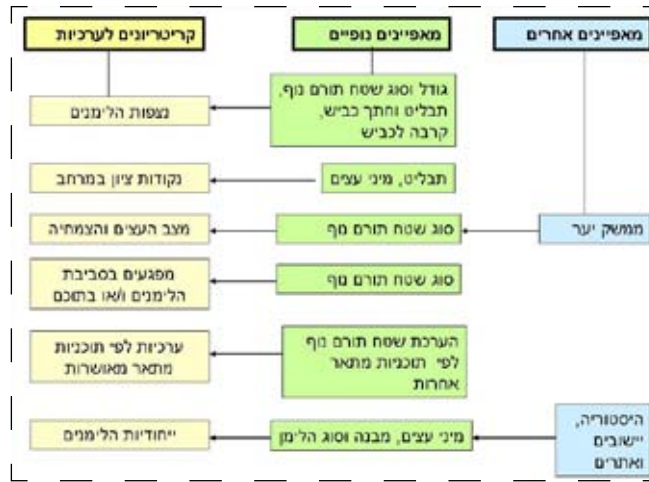 מאפיינים אחרים
מאפיינים נופיים
קריטריונים לערכיות
גודל וסוג שטח תורם נוף,
תבליט וחתך כביש,
קרבה לכביש
נצפות הלימנים
תבליט, מיני עצים
נקודות ציון במרחב
ממשק יער
סוג שטח תורם נוף
מצב העצים והצמחיה
סוג שטח תורם נוף
מפגעים בסביבת
הלימנים ו/או בתוכם
הערכת שטח תורם נוף
לפי תוכניות מתאר
אחרות
ערכיות לפי תוכניות
מתאר מאושרות
היסטוריה,
יישובים
ואתרים
מיני עצים, מבנה וסוג הלימן
ייחודיות הלימנים